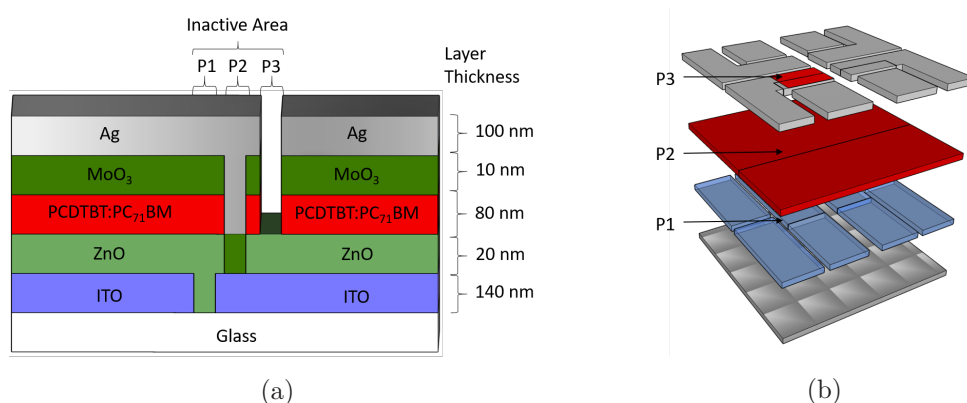 Inactive Area
P1 P2 P3
Layer
Thickness
Ag
Ag
100 nm
MoO₃
MoO₃
10 nm
PCDTBT:PC₇₁BM
PCDTBT:PC₇₁BM
80 nm
ZnO
ZnO
20 nm
ITO
ITO
140 nm
Glass
(a)
P3
P2
P1
(b)